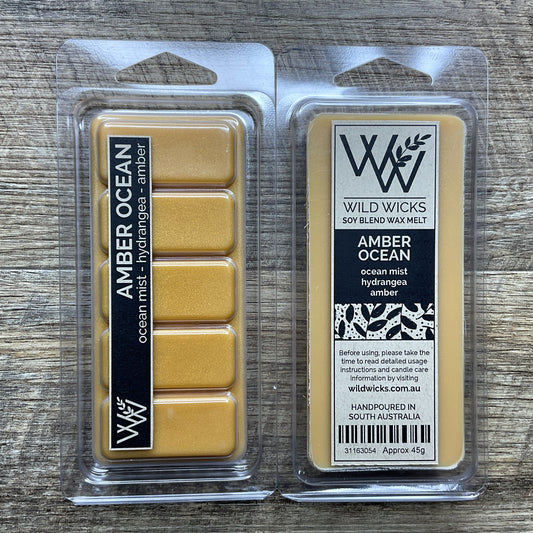 AMBER OCEAN
ocean mist - hydrangea - amber
WW
WW
WILD WICKS
SOY BLEND WAX MELT
AMBER
OCEAN
ocean mist
hydrangea
amber
Before using, please take the
time to read detailed usage
instructions and candle care
information by visiting
wildwicks.com.au
HANDPOURED IN
SOUTH AUSTRALIA
31163054 Approx 45g